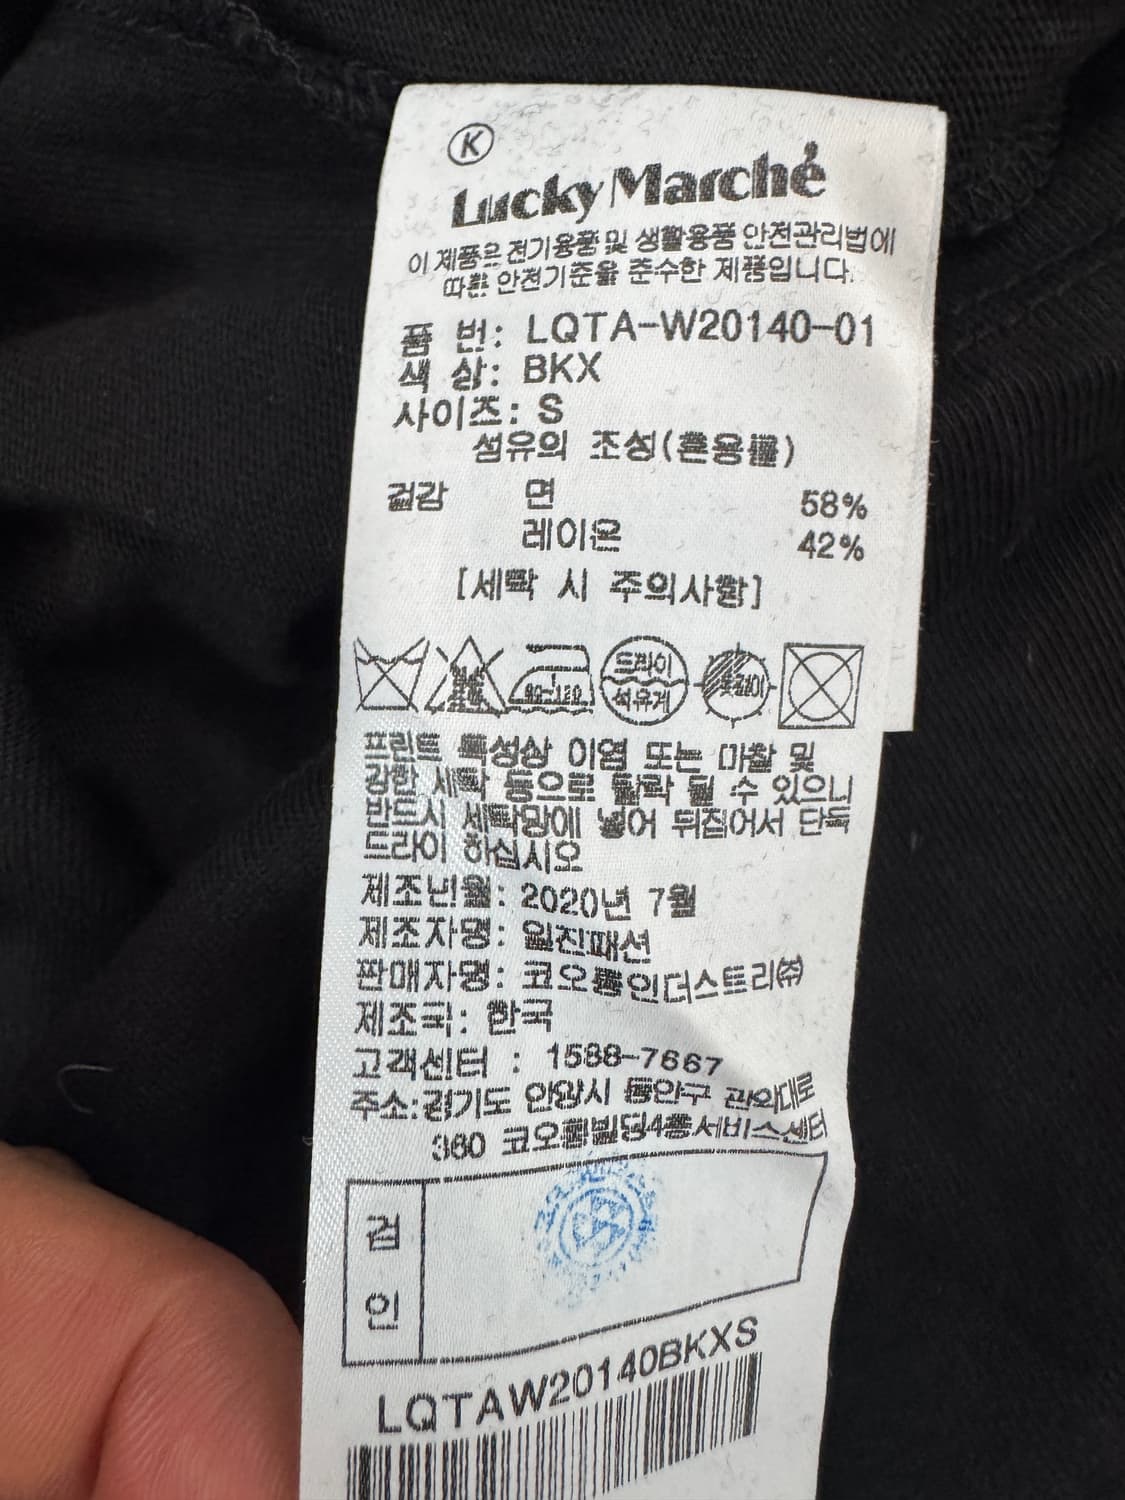 K
Lucky Marché
이 제품은 전기용품 및 생활용품 안전관리법에
따른 안전기준을 준수한 제품입니다.
품 번: LQTA-W20140-01
색 상: BKX
사이즈: S
섬유의 조성(혼용률)
겉감 면 58%
레이온 42%
[세탁 시 주의사항]
80-120 드라이 석유계
프린트 특성상 이염 또는 마찰 및
강한 세탁 등으로 탈락 될 수 있으니
반드시 세탁망에 넣어 뒤집어서 단독
드라이 하십시오
제조년월: 2020년 7월
제조자명: 일진패션
판매자명: 코오롱인더스트리㈜
제조국: 한국
고객센터 : 1588-7667
주소:경기도 안양시 동안구 관악대로
360 코오롱빌딩4층서비스센터
검
인
LQTAW20140BKXS